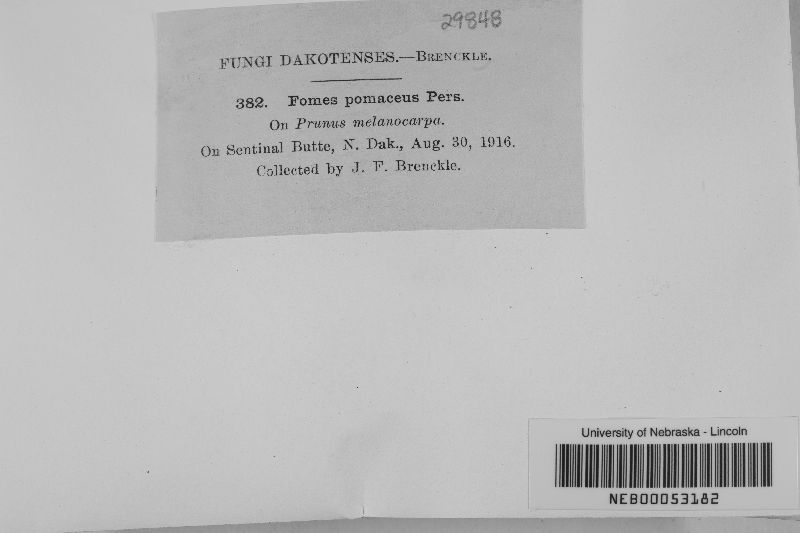 29848
FUNGI DAKOTENSES.—BRENCKLE.
382. Fomes pomaceus Pers.
On Prunus melanocarpa.
On Sentinal Butte, N. Dak., Aug. 30, 1916.
Collected by J. F. Brenckle.
University of Nebraska - Lincoln
NEB00053182